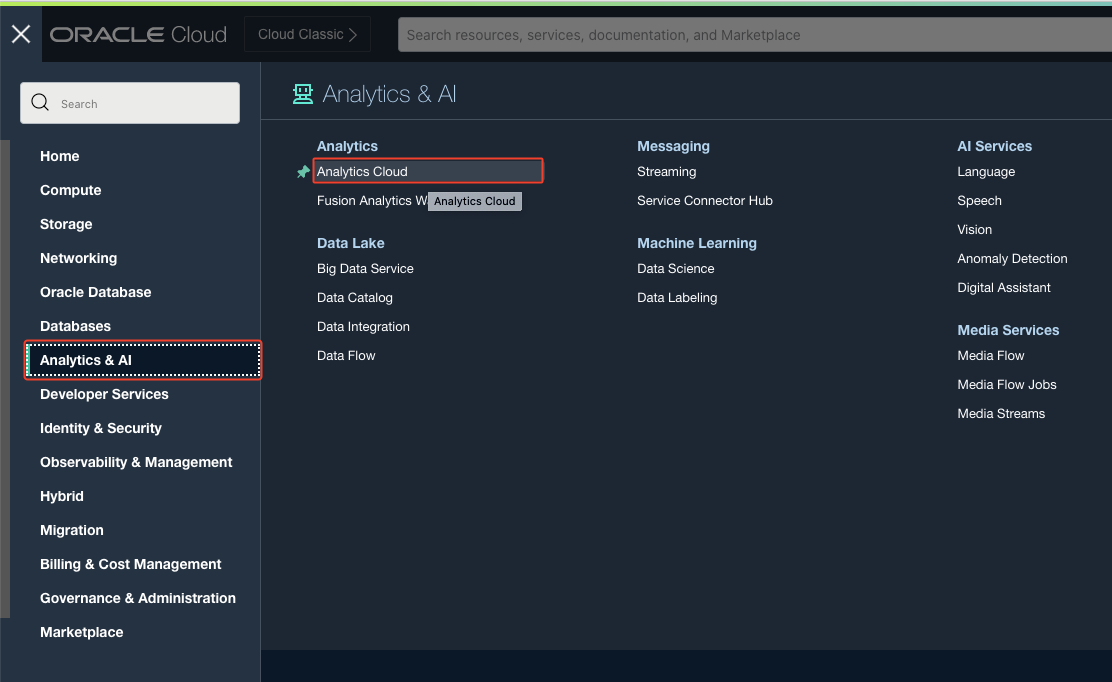 ORACLE Cloud
Cloud Classic
Search resources, services, documentation, and Marketplace
Search
Home
Compute
Storage
Networking
Oracle Database
Databases
Analytics & AI
Developer Services
Identity & Security
Observability & Management
Hybrid
Migration
Billing & Cost Management
Governance & Administration
Marketplace
Analytics & AI
Analytics
Analytics Cloud
Fusion Analytics
Analytics Cloud
Data Lake
Big Data Service
Data Catalog
Data Integration
Data Flow
Messaging
Streaming
Service Connector Hub
Machine Learning
Data Science
Data Labeling
AI Services
Language
Speech
Vision
Anomaly Detection
Digital Assistant
Media Services
Media Flow
Media Flow Jobs
Media Streams